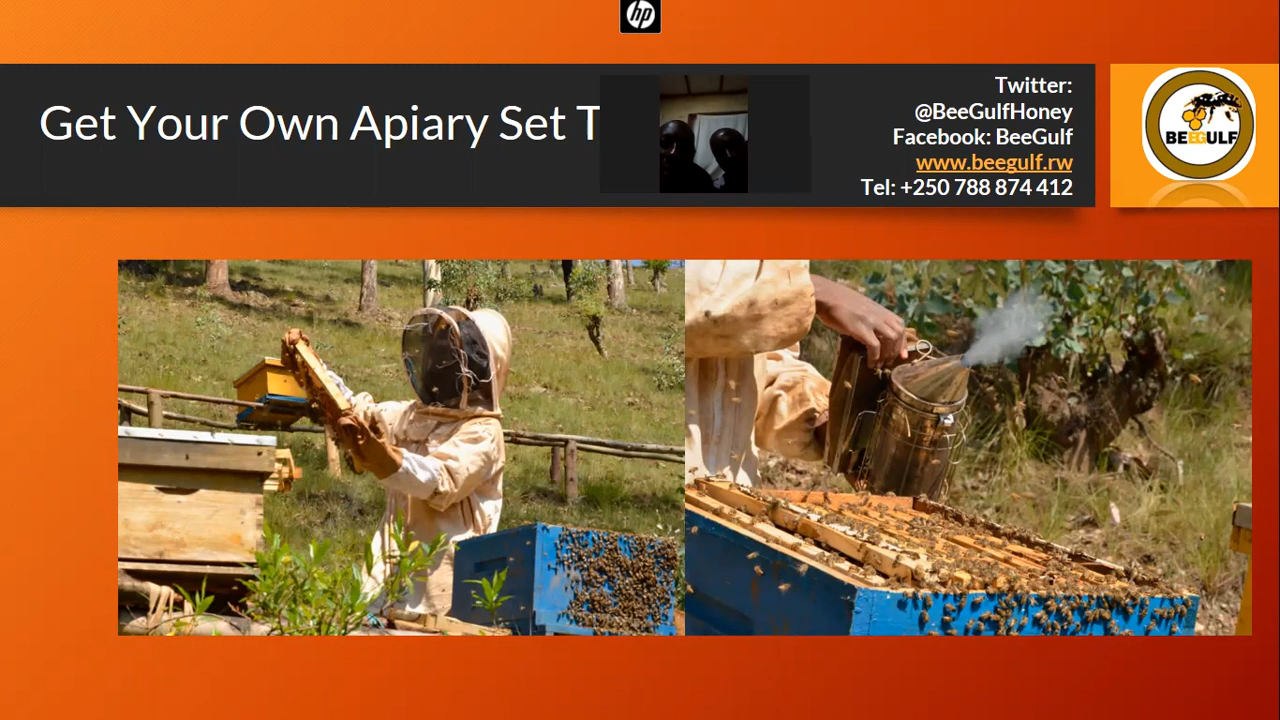 hp
Get Your Own Apiary Set T
Twitter:
@BeeGulfHoney
Facebook: BeeGulf
www.beegulf.rw
Tel: +250 788 874 412
BEEGULF